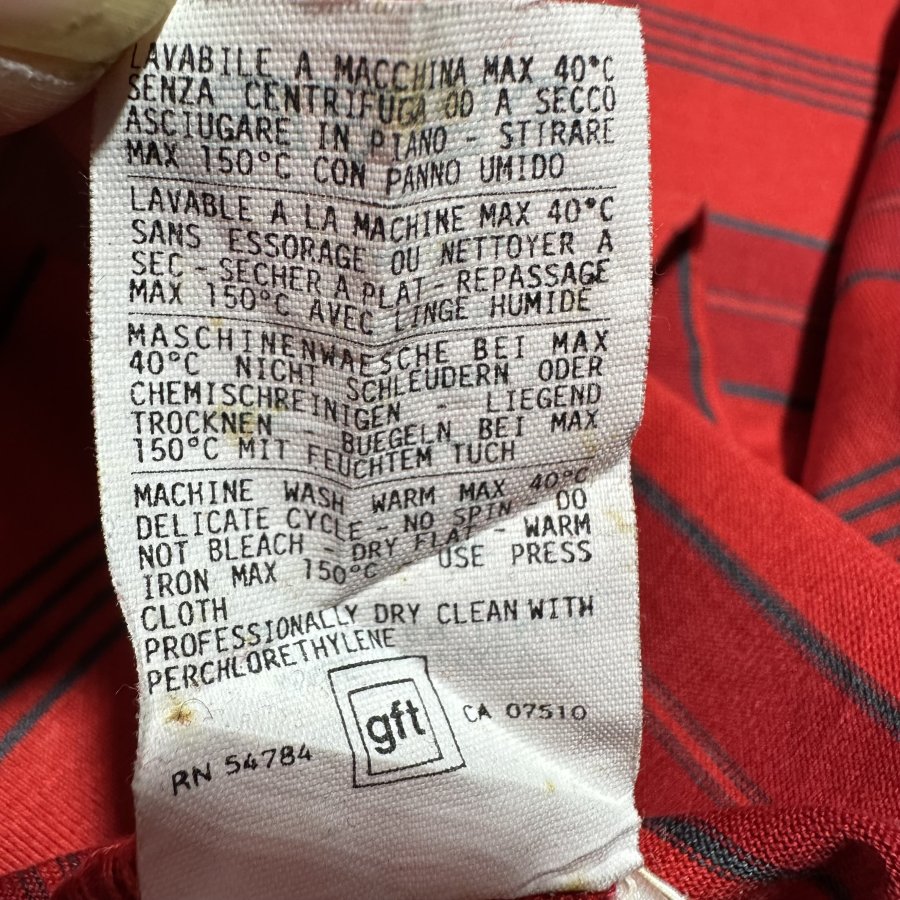 LAVABILE A MACCHINA MAX 40°C
SENZA CENTRIFUGA OD A SECCO
ASCIUGARE IN PIANO - STIRARE
MAX 150°C CON PANNO UMIDO
LAVABLE A LA MACHINE MAX 40°C
SANS ESSORAGE OU NETTOYER A
SEC - SECHER A PLAT - REPASSAGE
MAX 150°C AVEC LINGE HUMIDE
MASCHINENWAESCHE BEI MAX
40°C NICHT SCHLEUDERN ODER
CHEMISCHREINIGEN - LIEGEND
TROCKNEN BUEGELN BEI MAX
150°C MIT FEUCHTEM TUCH
MACHINE WASH WARM MAX 40°C
DELICATE CYCLE - NO SPIN DO
NOT BLEACH - DRY FLAT - WARM
IRON MAX 150°C USE PRESS
CLOTH
PROFESSIONALLY DRY CLEAN WITH
PERCHLORETHYLENE
RN 54784 gft CA 07510